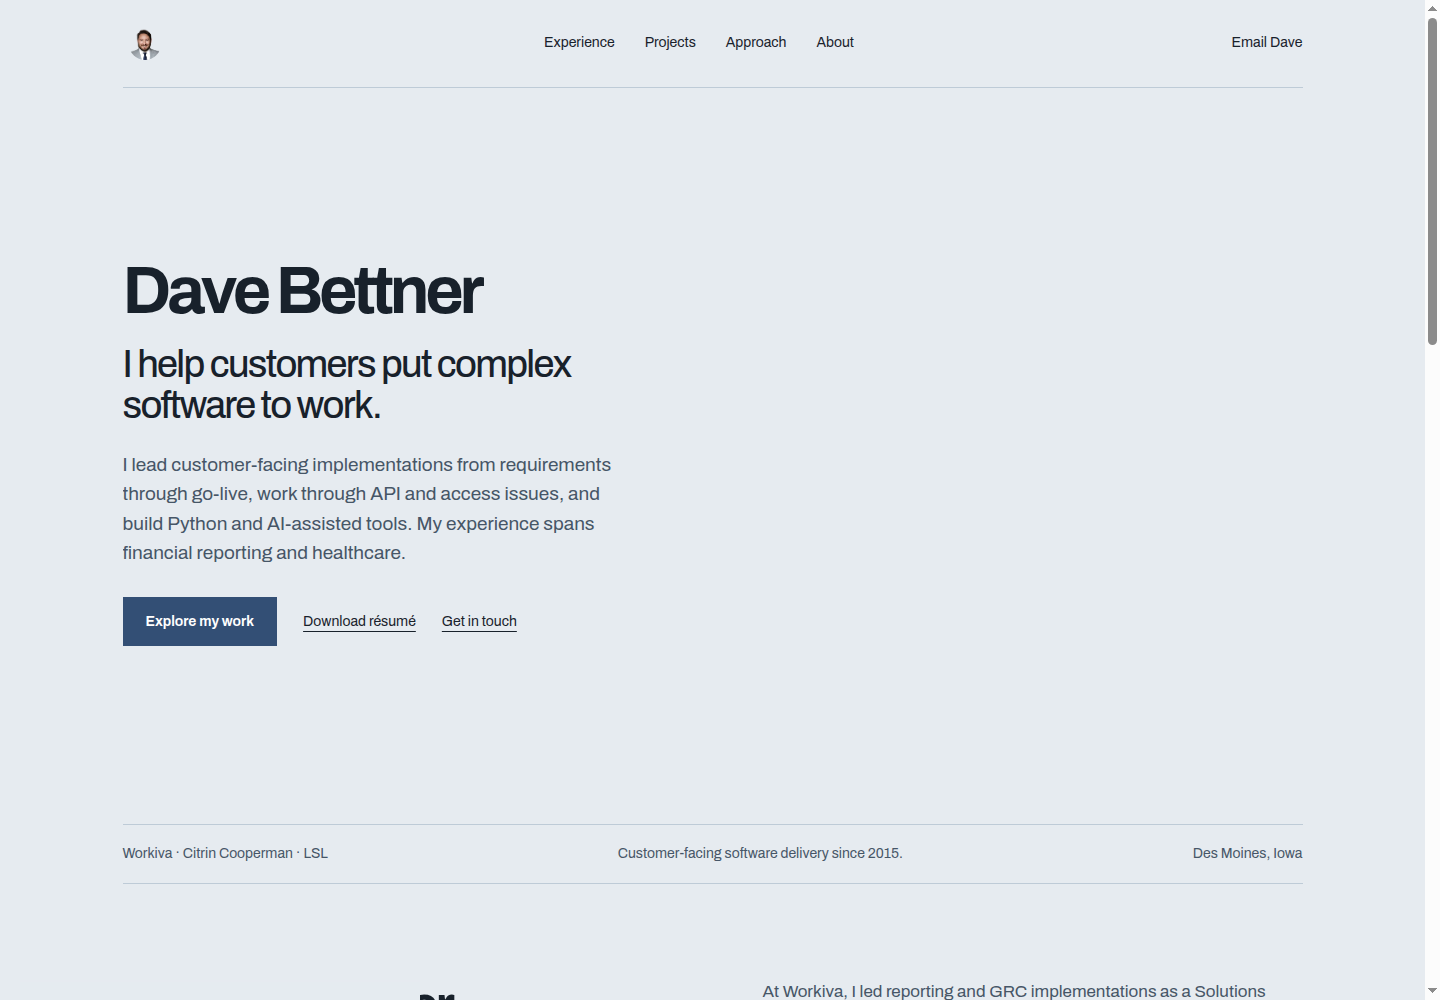 Experience Projects Approach About Email Dave
Dave Bettner
I help customers put complex
software to work.
I lead customer-facing implementations from requirements
through go-live, work through API and access issues, and
build Python and AI-assisted tools. My experience spans
financial reporting and healthcare.
Explore my work Download résumé Get in touch
Workiva · Citrin Cooperman · LSL Customer-facing software delivery since 2015. Des Moines, Iowa
At Workiva, I led reporting and GRC implementations as a Solutions